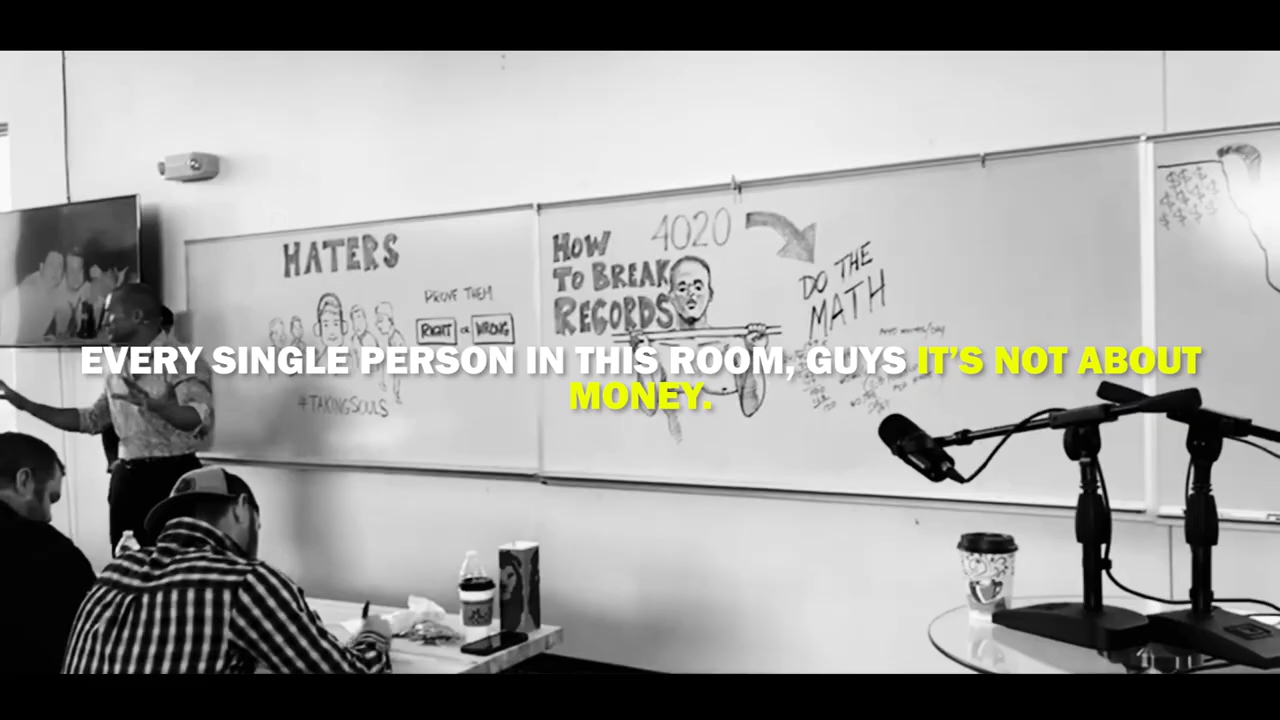 HATERS
PROVE THEM
RIGHT OR WRONG
#TAKINGSOULS
HOW
TO BREAK
RECORDS
4020
DO THE
MATH
$$$
EVERY SINGLE PERSON IN THIS ROOM, GUYS IT'S NOT ABOUT
MONEY.